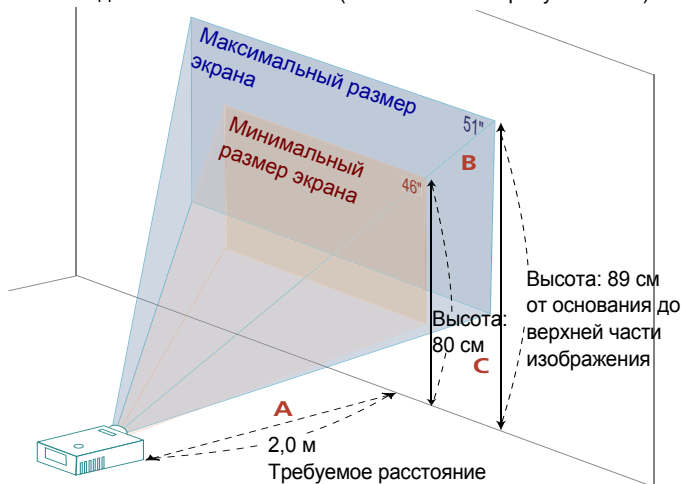 Максимальный размер
экрана
51"
B
Минимальный
размер экрана
46"
Высота: 89 см
от основания до
верхней части
изображения
Высота:
80 см
C
A
2,0 м
Требуемое расстояние